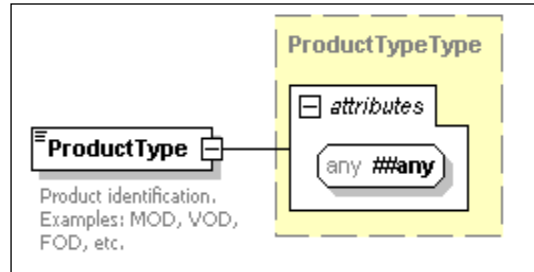 ProductTypeType
attributes
ProductType
any ##any
Product identification.
Examples: MOD, VOD,
FOD, etc.